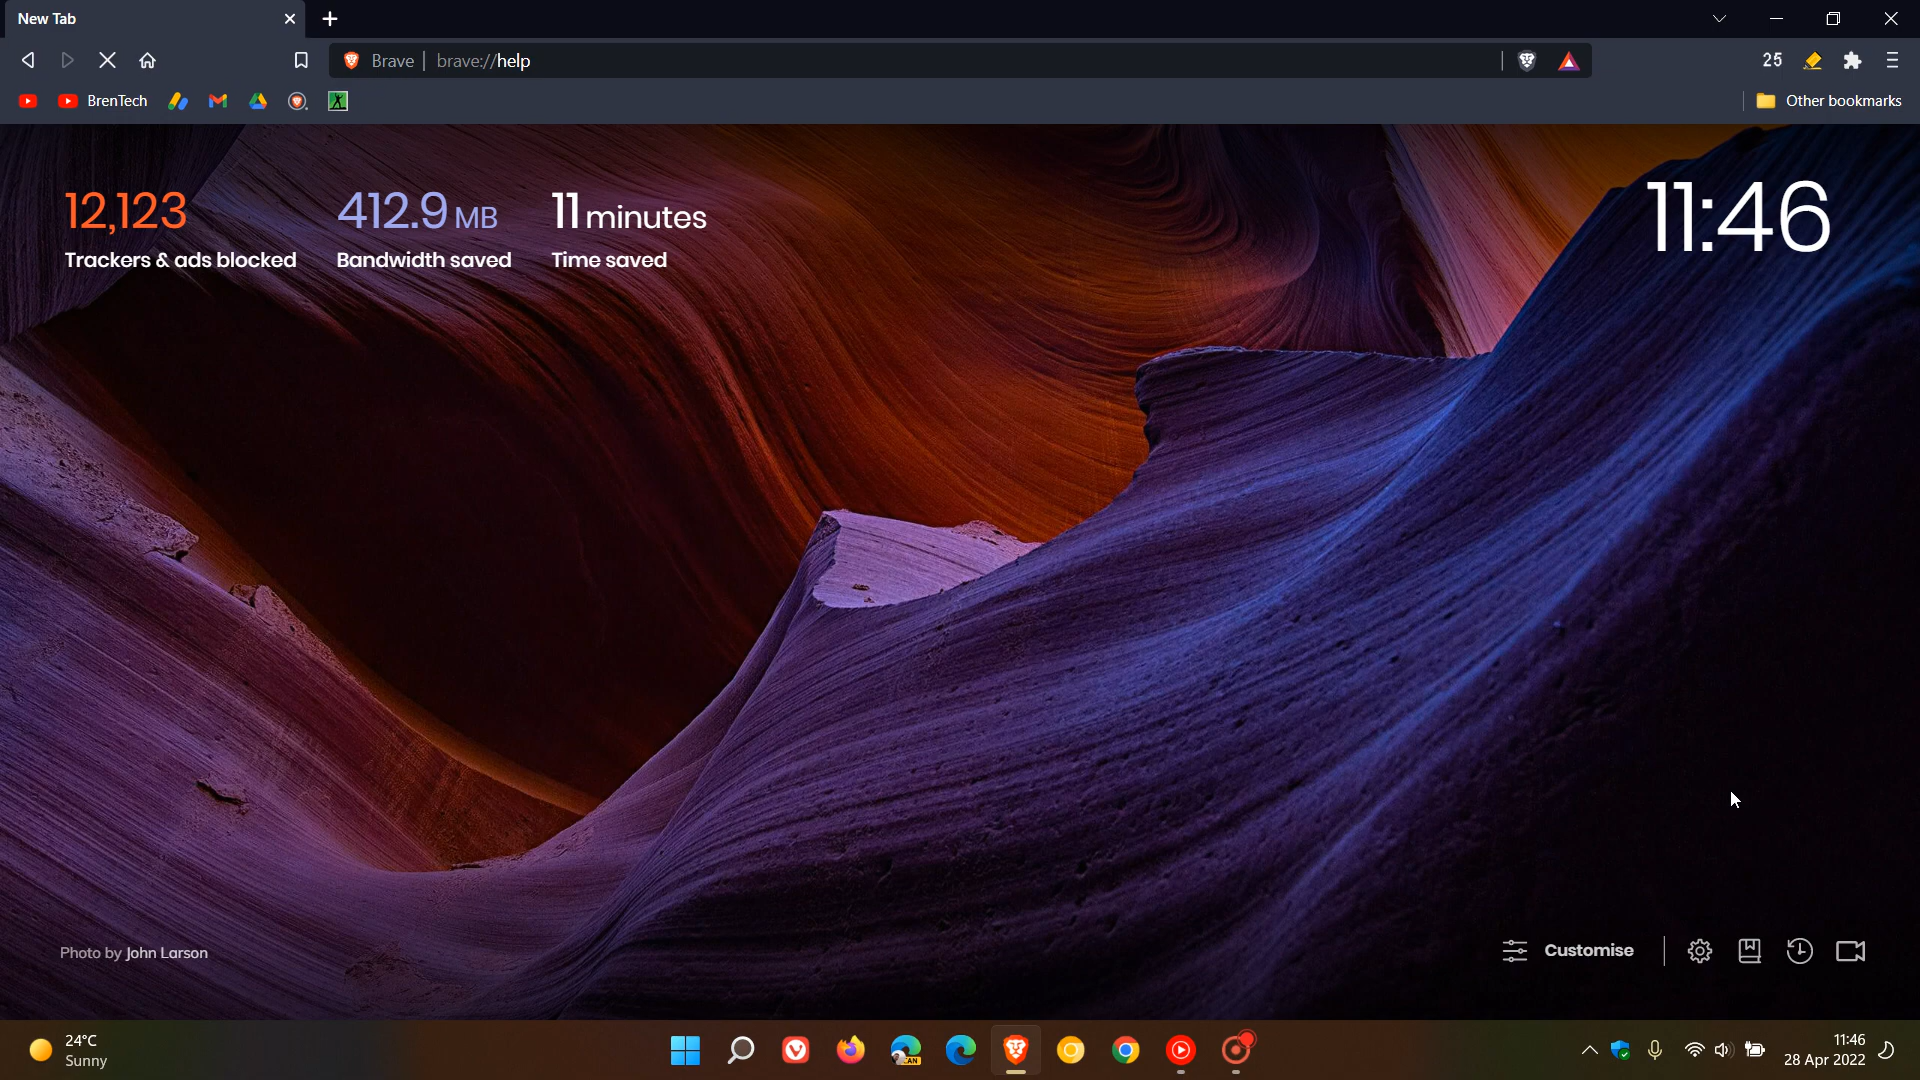 New Tab
Brave | brave://help
25
BrenTech
Other bookmarks
12,123
Trackers & ads blocked
412.9 MB
Bandwidth saved
11 minutes
Time saved
11:46
Photo by John Larson
Customise
24°C
Sunny
CAN
11:46
28 Apr 2022